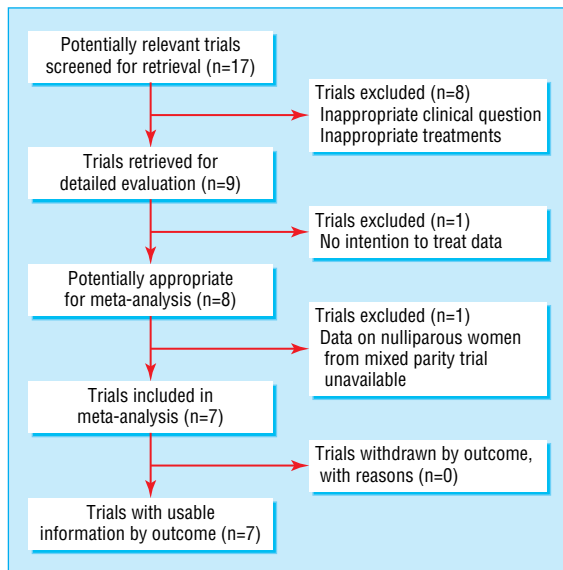 Potentially relevant trials
screened for retrieval (n=17)
Trials excluded (n=8)
Inappropriate clinical question
Inappropriate treatments
Trials retrieved for
detailed evaluation (n=9)
Trials excluded (n=1)
No intention to treat data
Potentially appropriate
for meta-analysis (n=8)
Trials excluded (n=1)
Data on nulliparous women
from mixed parity trial
unavailable
Trials included in
meta-analysis (n=7)
Trials withdrawn by outcome,
with reasons (n=0)
Trials with usable
information by outcome (n=7)